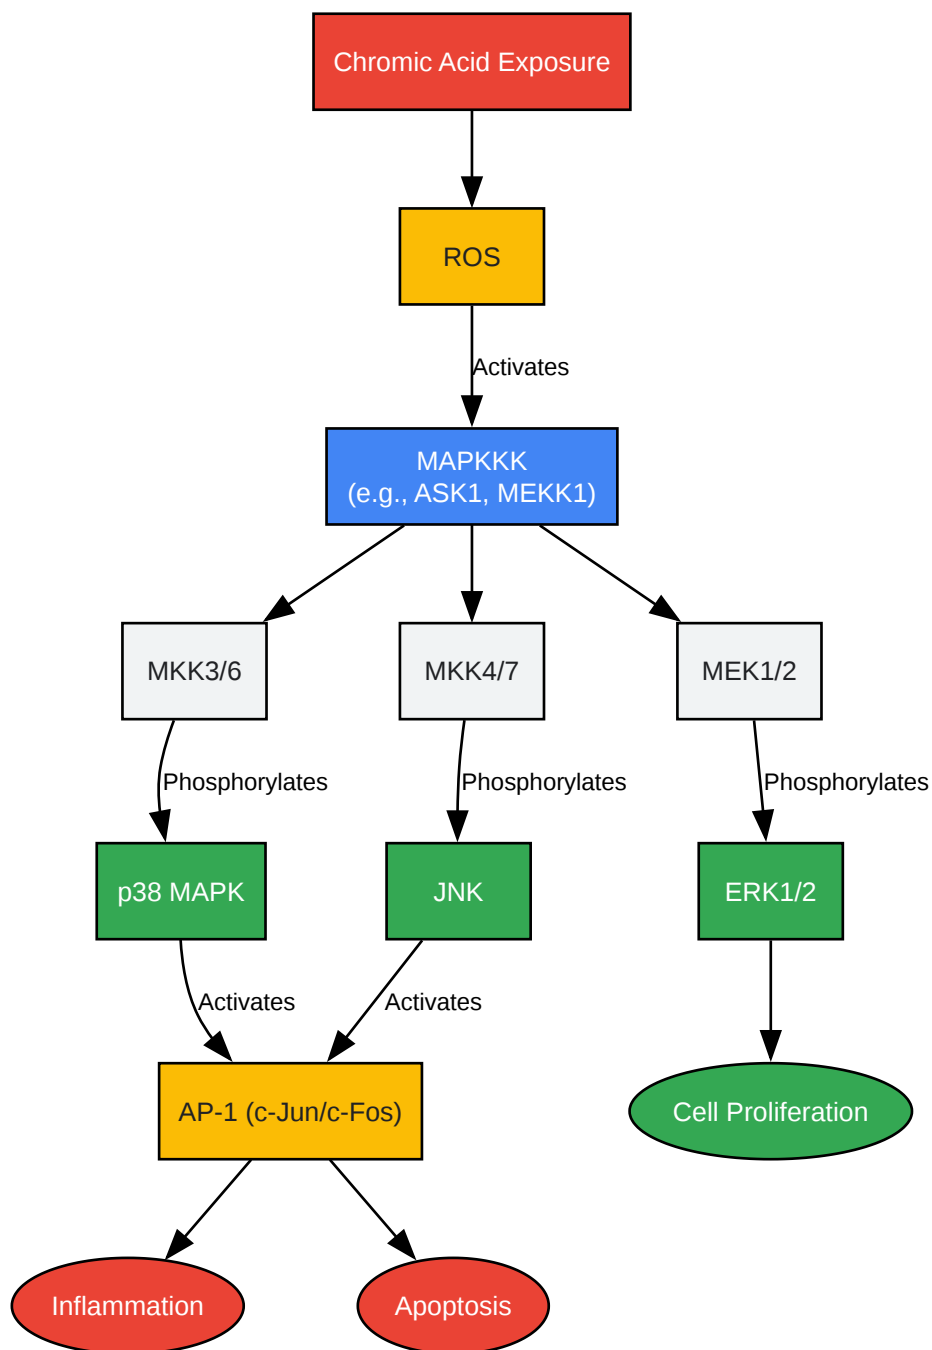 Chromic Acid Exposure
ROS
Activates
MAPKKK
(e.g., ASK1, MEKK1)
MKK3/6
MKK4/7
MEK1/2
Phosphorylates
Phosphorylates
Phosphorylates
p38 MAPK
JNK
ERK1/2
Activates
Activates
AP-1 (c-Jun/c-Fos)
Cell Proliferation
Inflammation
Apoptosis